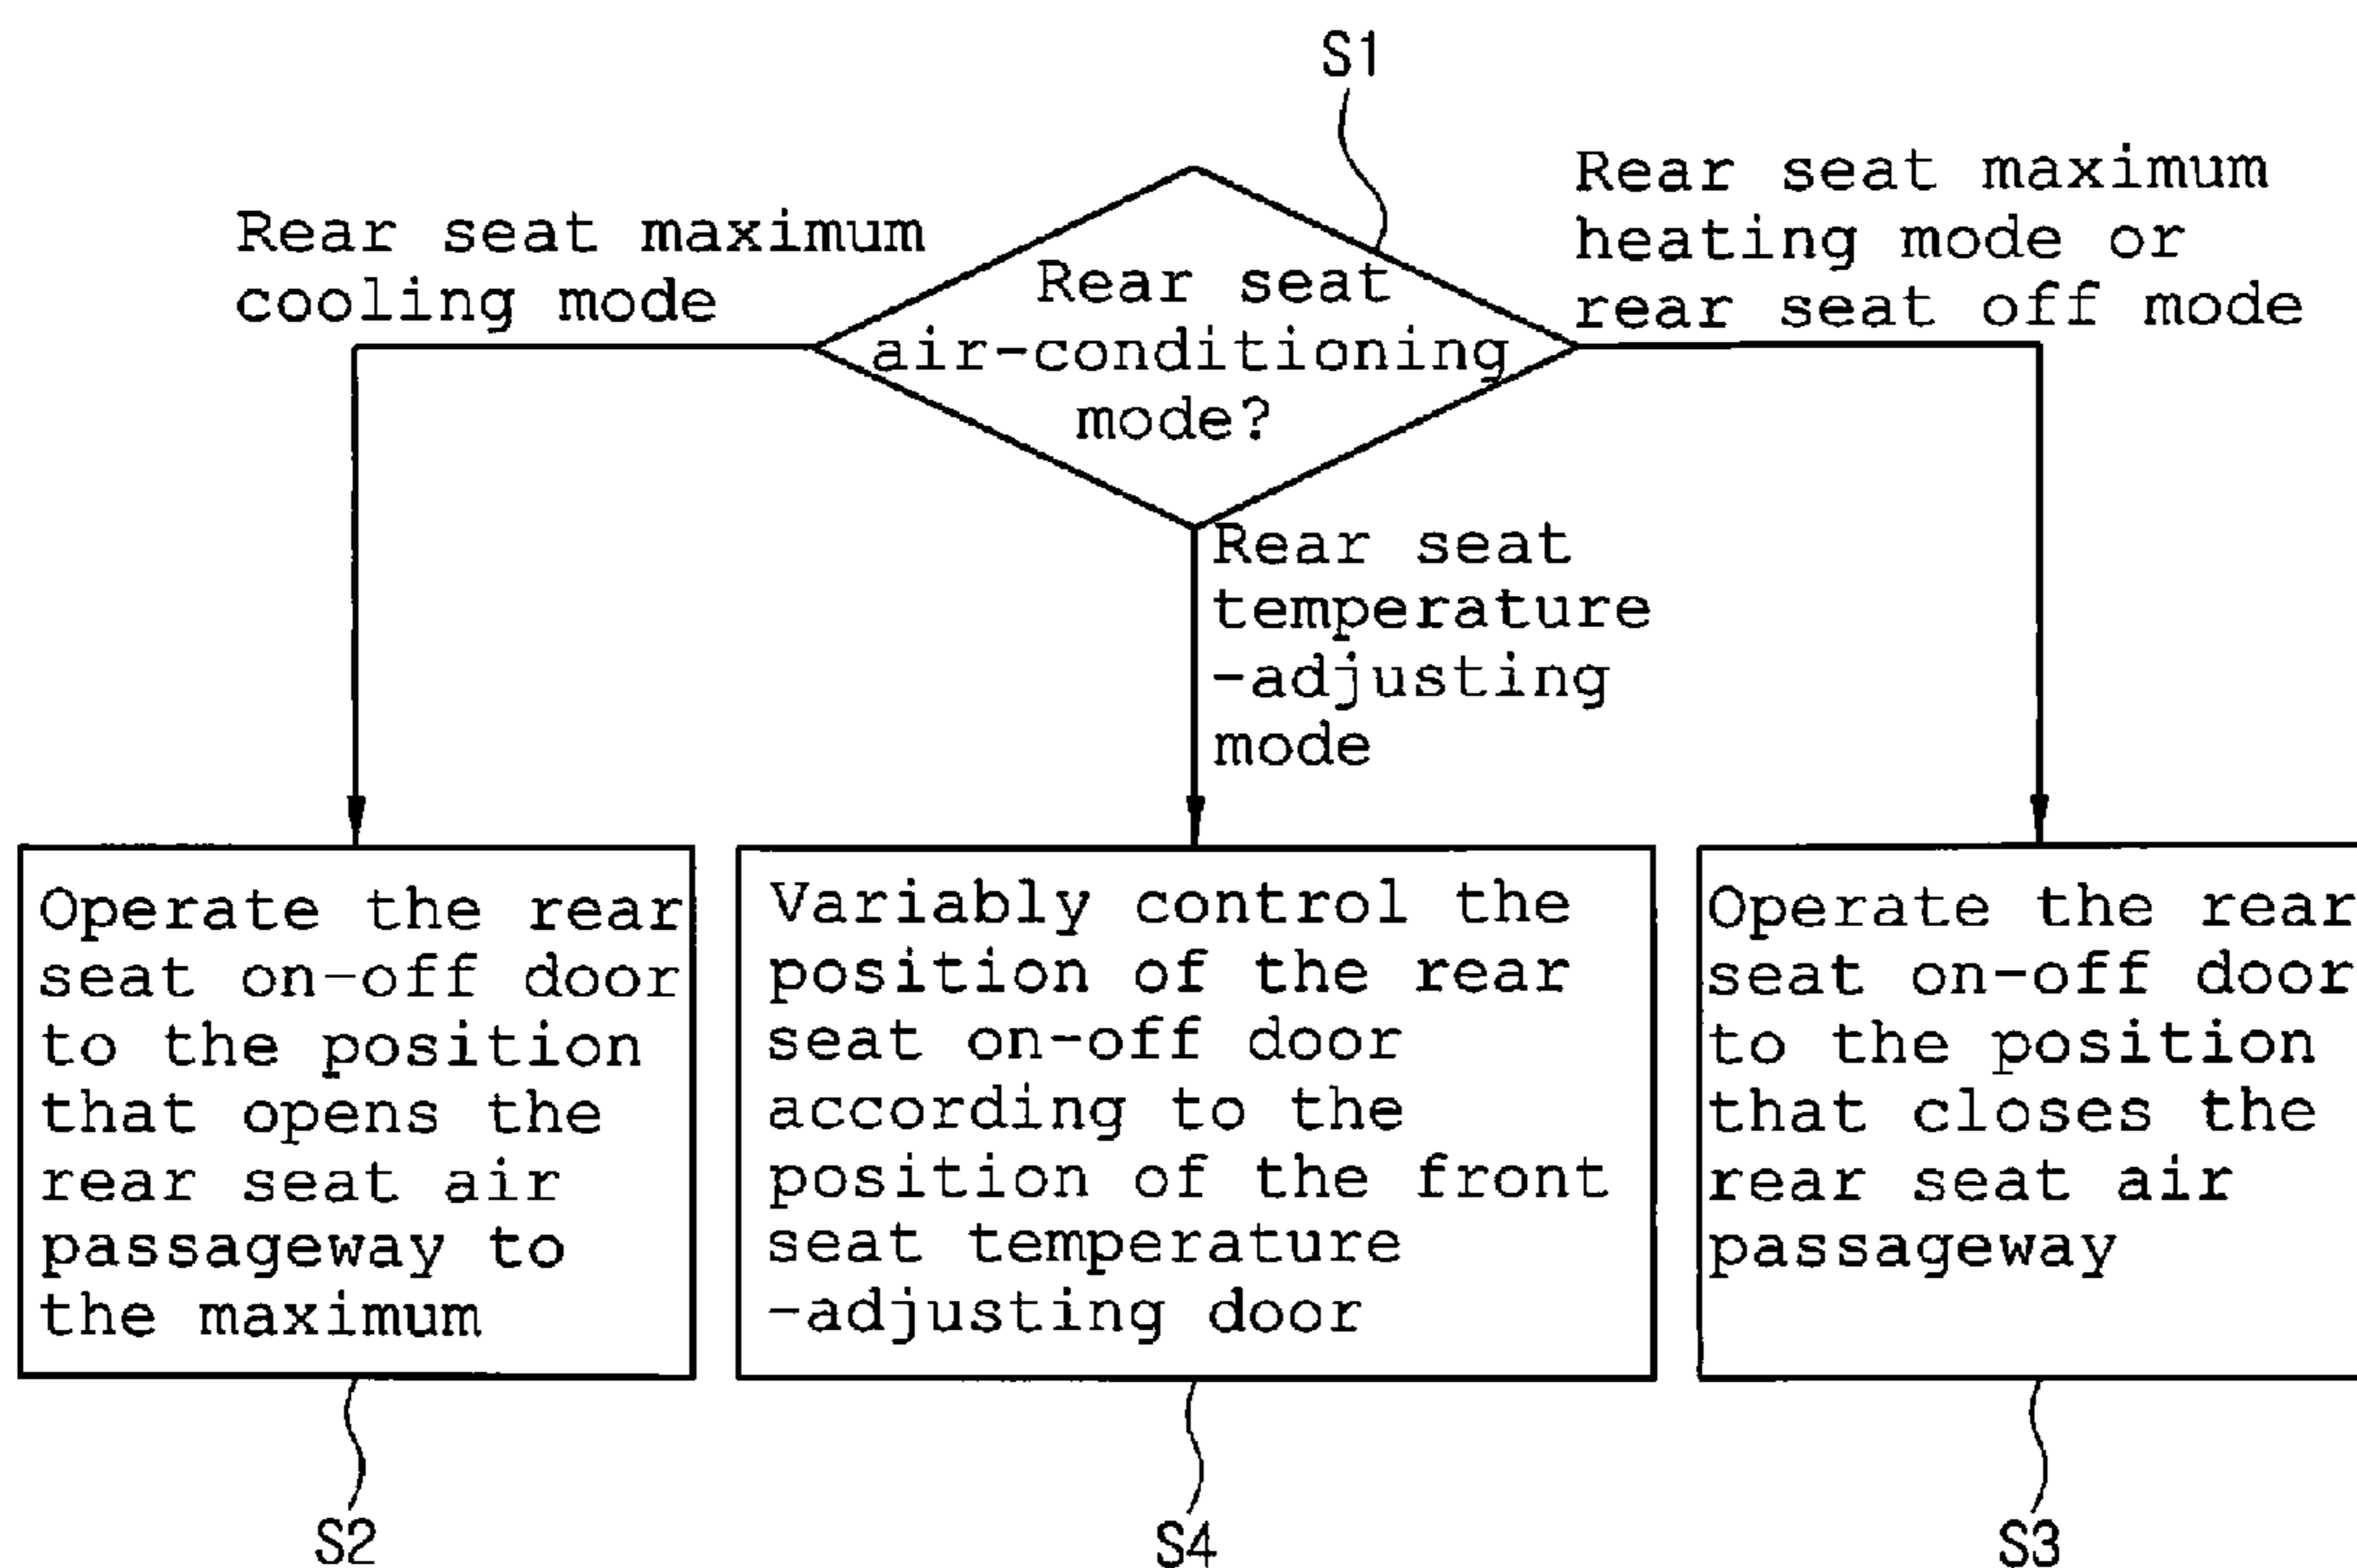 S1
Rear seat maximum
cooling mode
Rear seat
air-conditioning
mode?
Rear seat maximum
heating mode or
rear seat off mode
Rear seat
temperature
-adjusting
mode
Operate the rear
seat on-off door
to the position
that opens the
rear seat air
passageway to
the maximum
Variably control the
position of the rear
seat on-off door
according to the
position of the front
seat temperature
-adjusting door
Operate the rear
seat on-off door
to the position
that closes the
rear seat air
passageway
S2
S4
S3